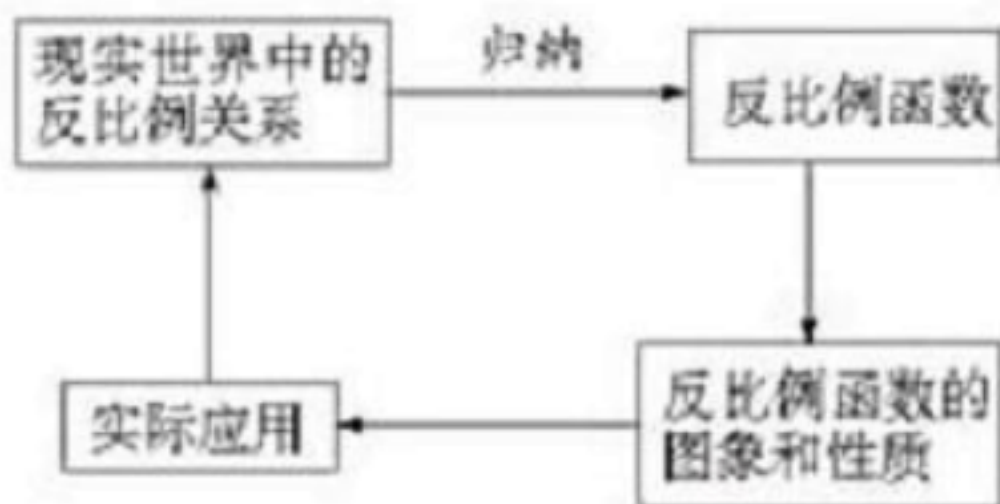 现实世界中的
反比例关系
归纳
反比例函数
实际应用
反比例函数的
图象和性质